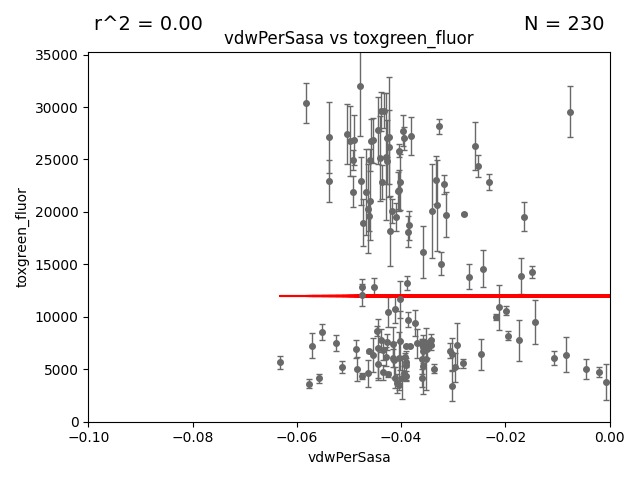 r^2 = 0.00
N = 230
vdwPerSasa vs toxgreen_fluor
35000
30000
25000
20000
15000
10000
5000
0
toxgreen_fluor
−0.10
−0.08
−0.06
−0.04
−0.02
0.00
vdwPerSasa